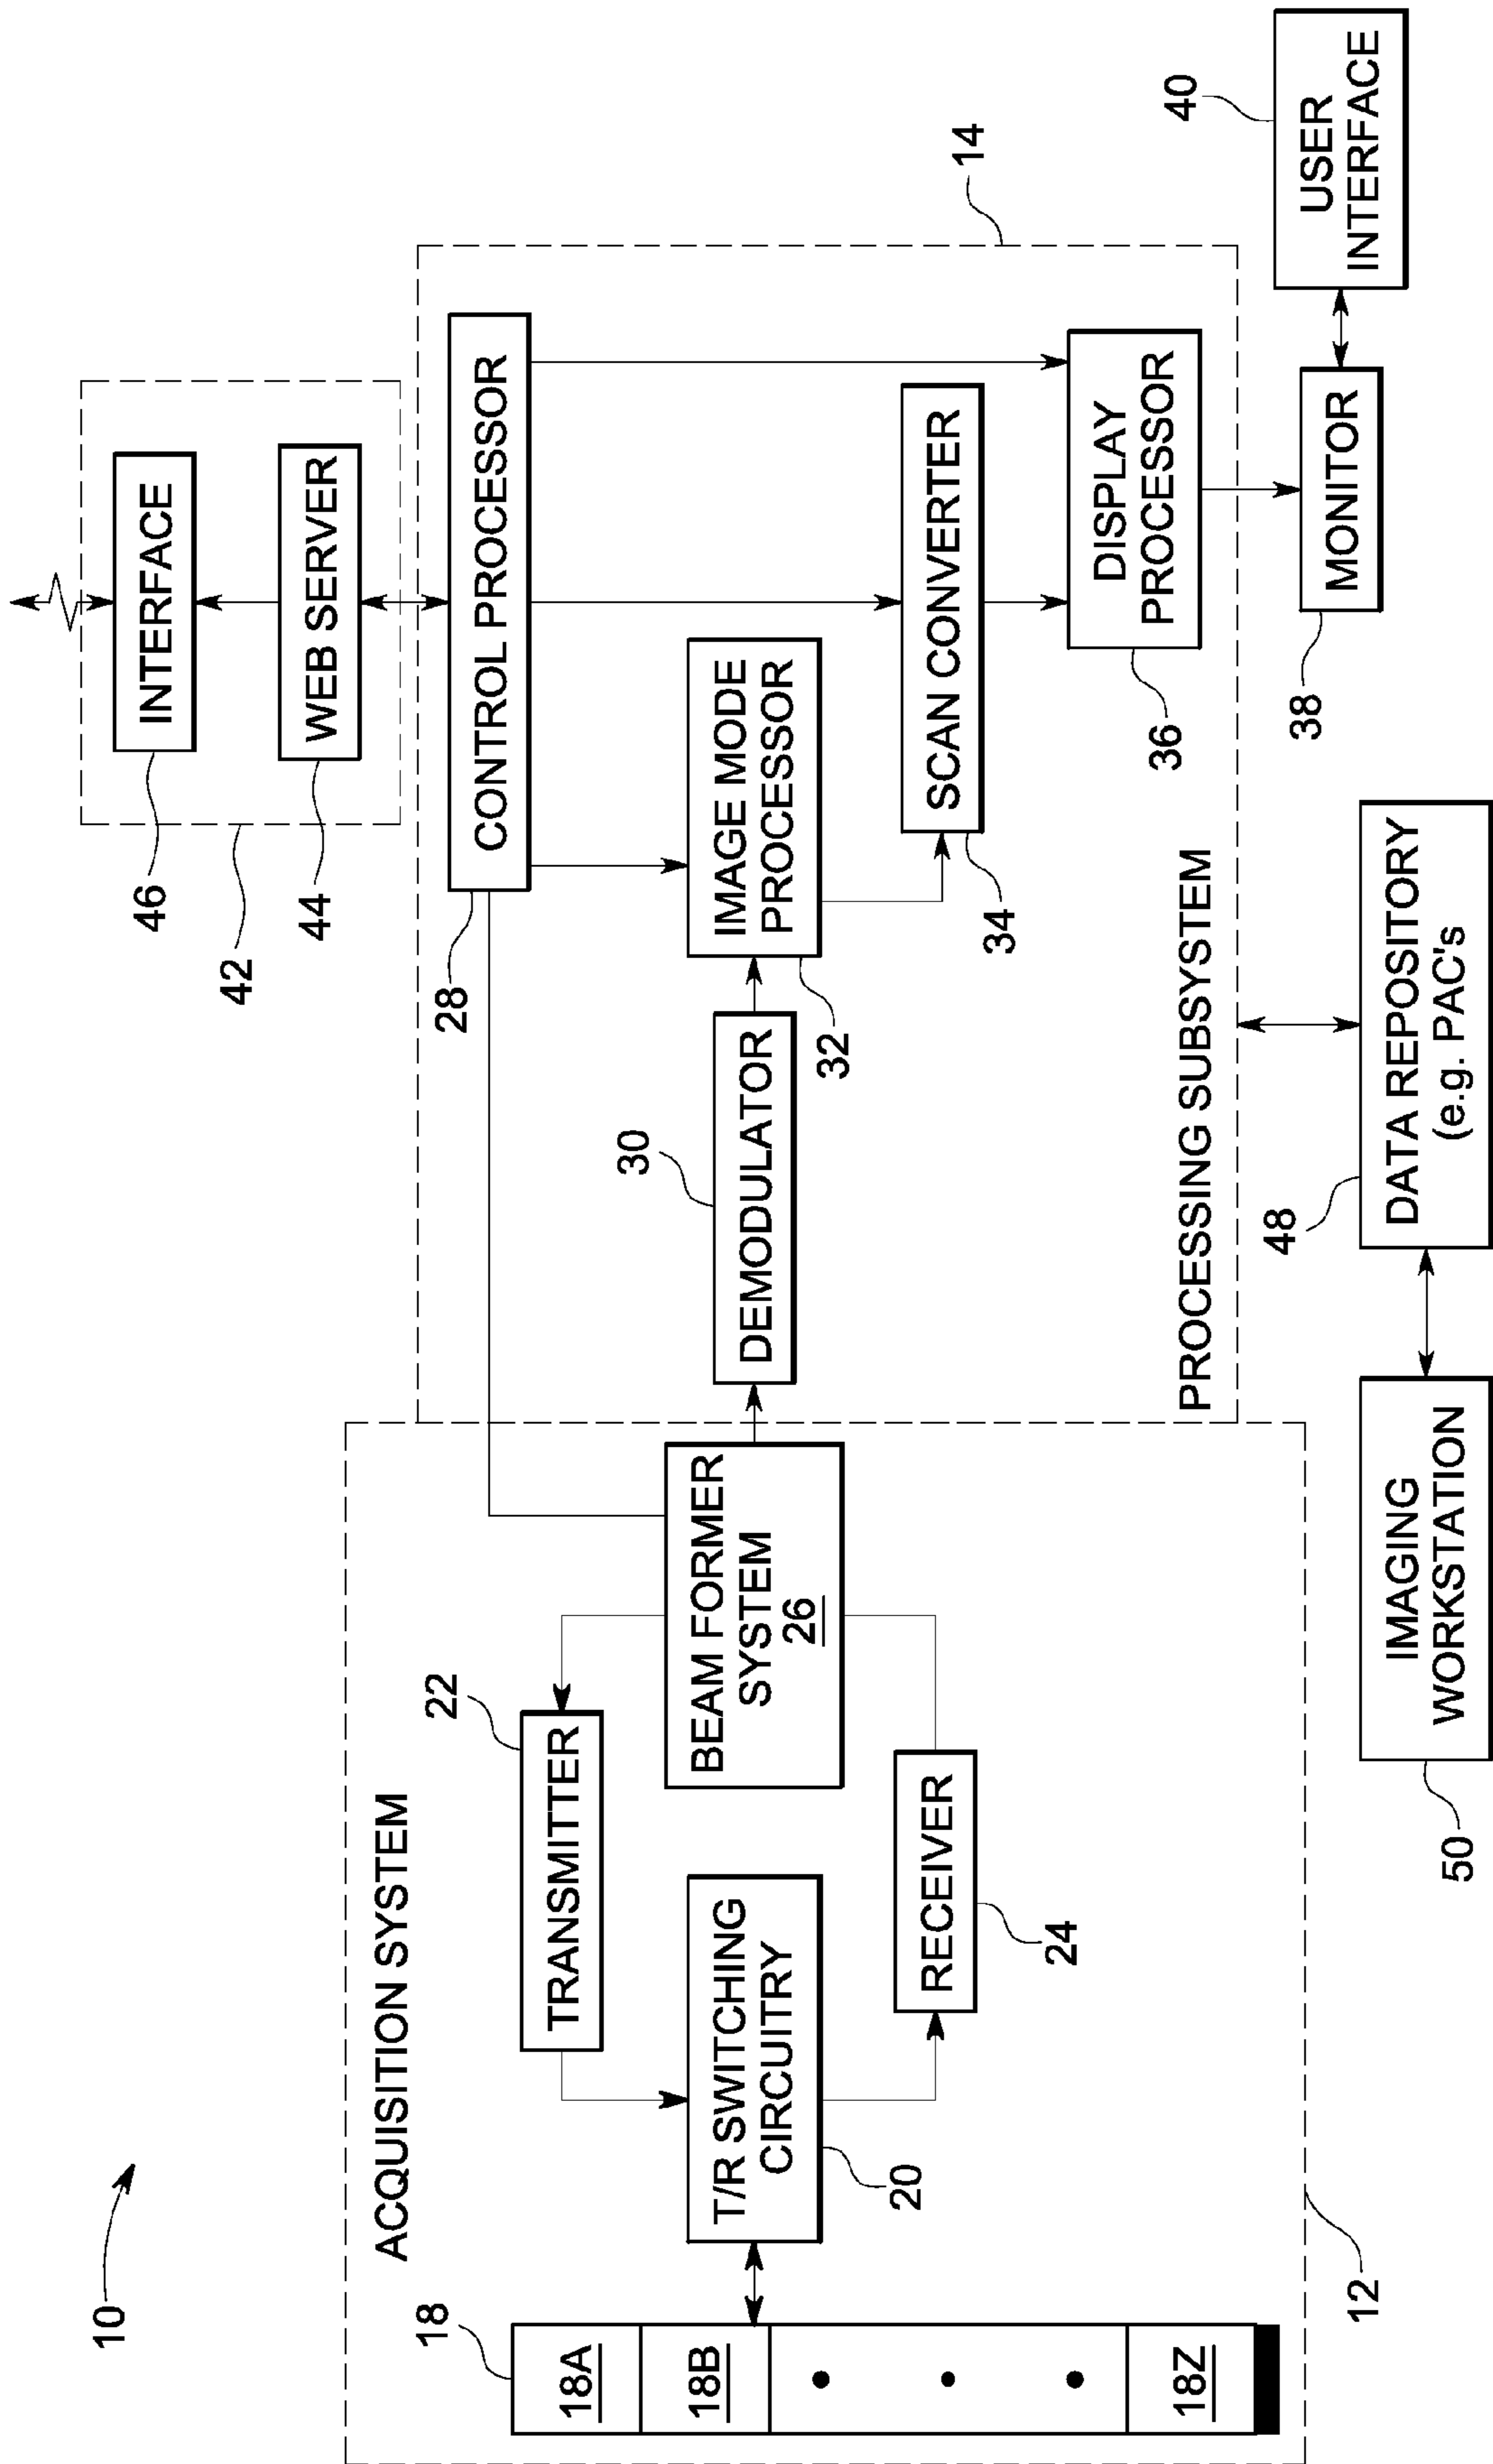 10
46
INTERFACE
44
WEB SERVER
42
ACQUISITION SYSTEM
28
CONTROL PROCESSOR
14
18
18A
18B
18Z
22
TRANSMITTER
T/R SWITCHING
CIRCUITRY
20
BEAM FORMER
SYSTEM
26
RECEIVER
24
30
DEMODULATOR
IMAGE MODE
PROCESSOR
32
SCAN CONVERTER
34
DISPLAY
PROCESSOR
36
PROCESSING SUBSYSTEM
12
MONITOR
38
40
USER
INTERFACE
48
DATA REPOSITORY
(e.g. PAC's
IMAGING
WORKSTATION
50